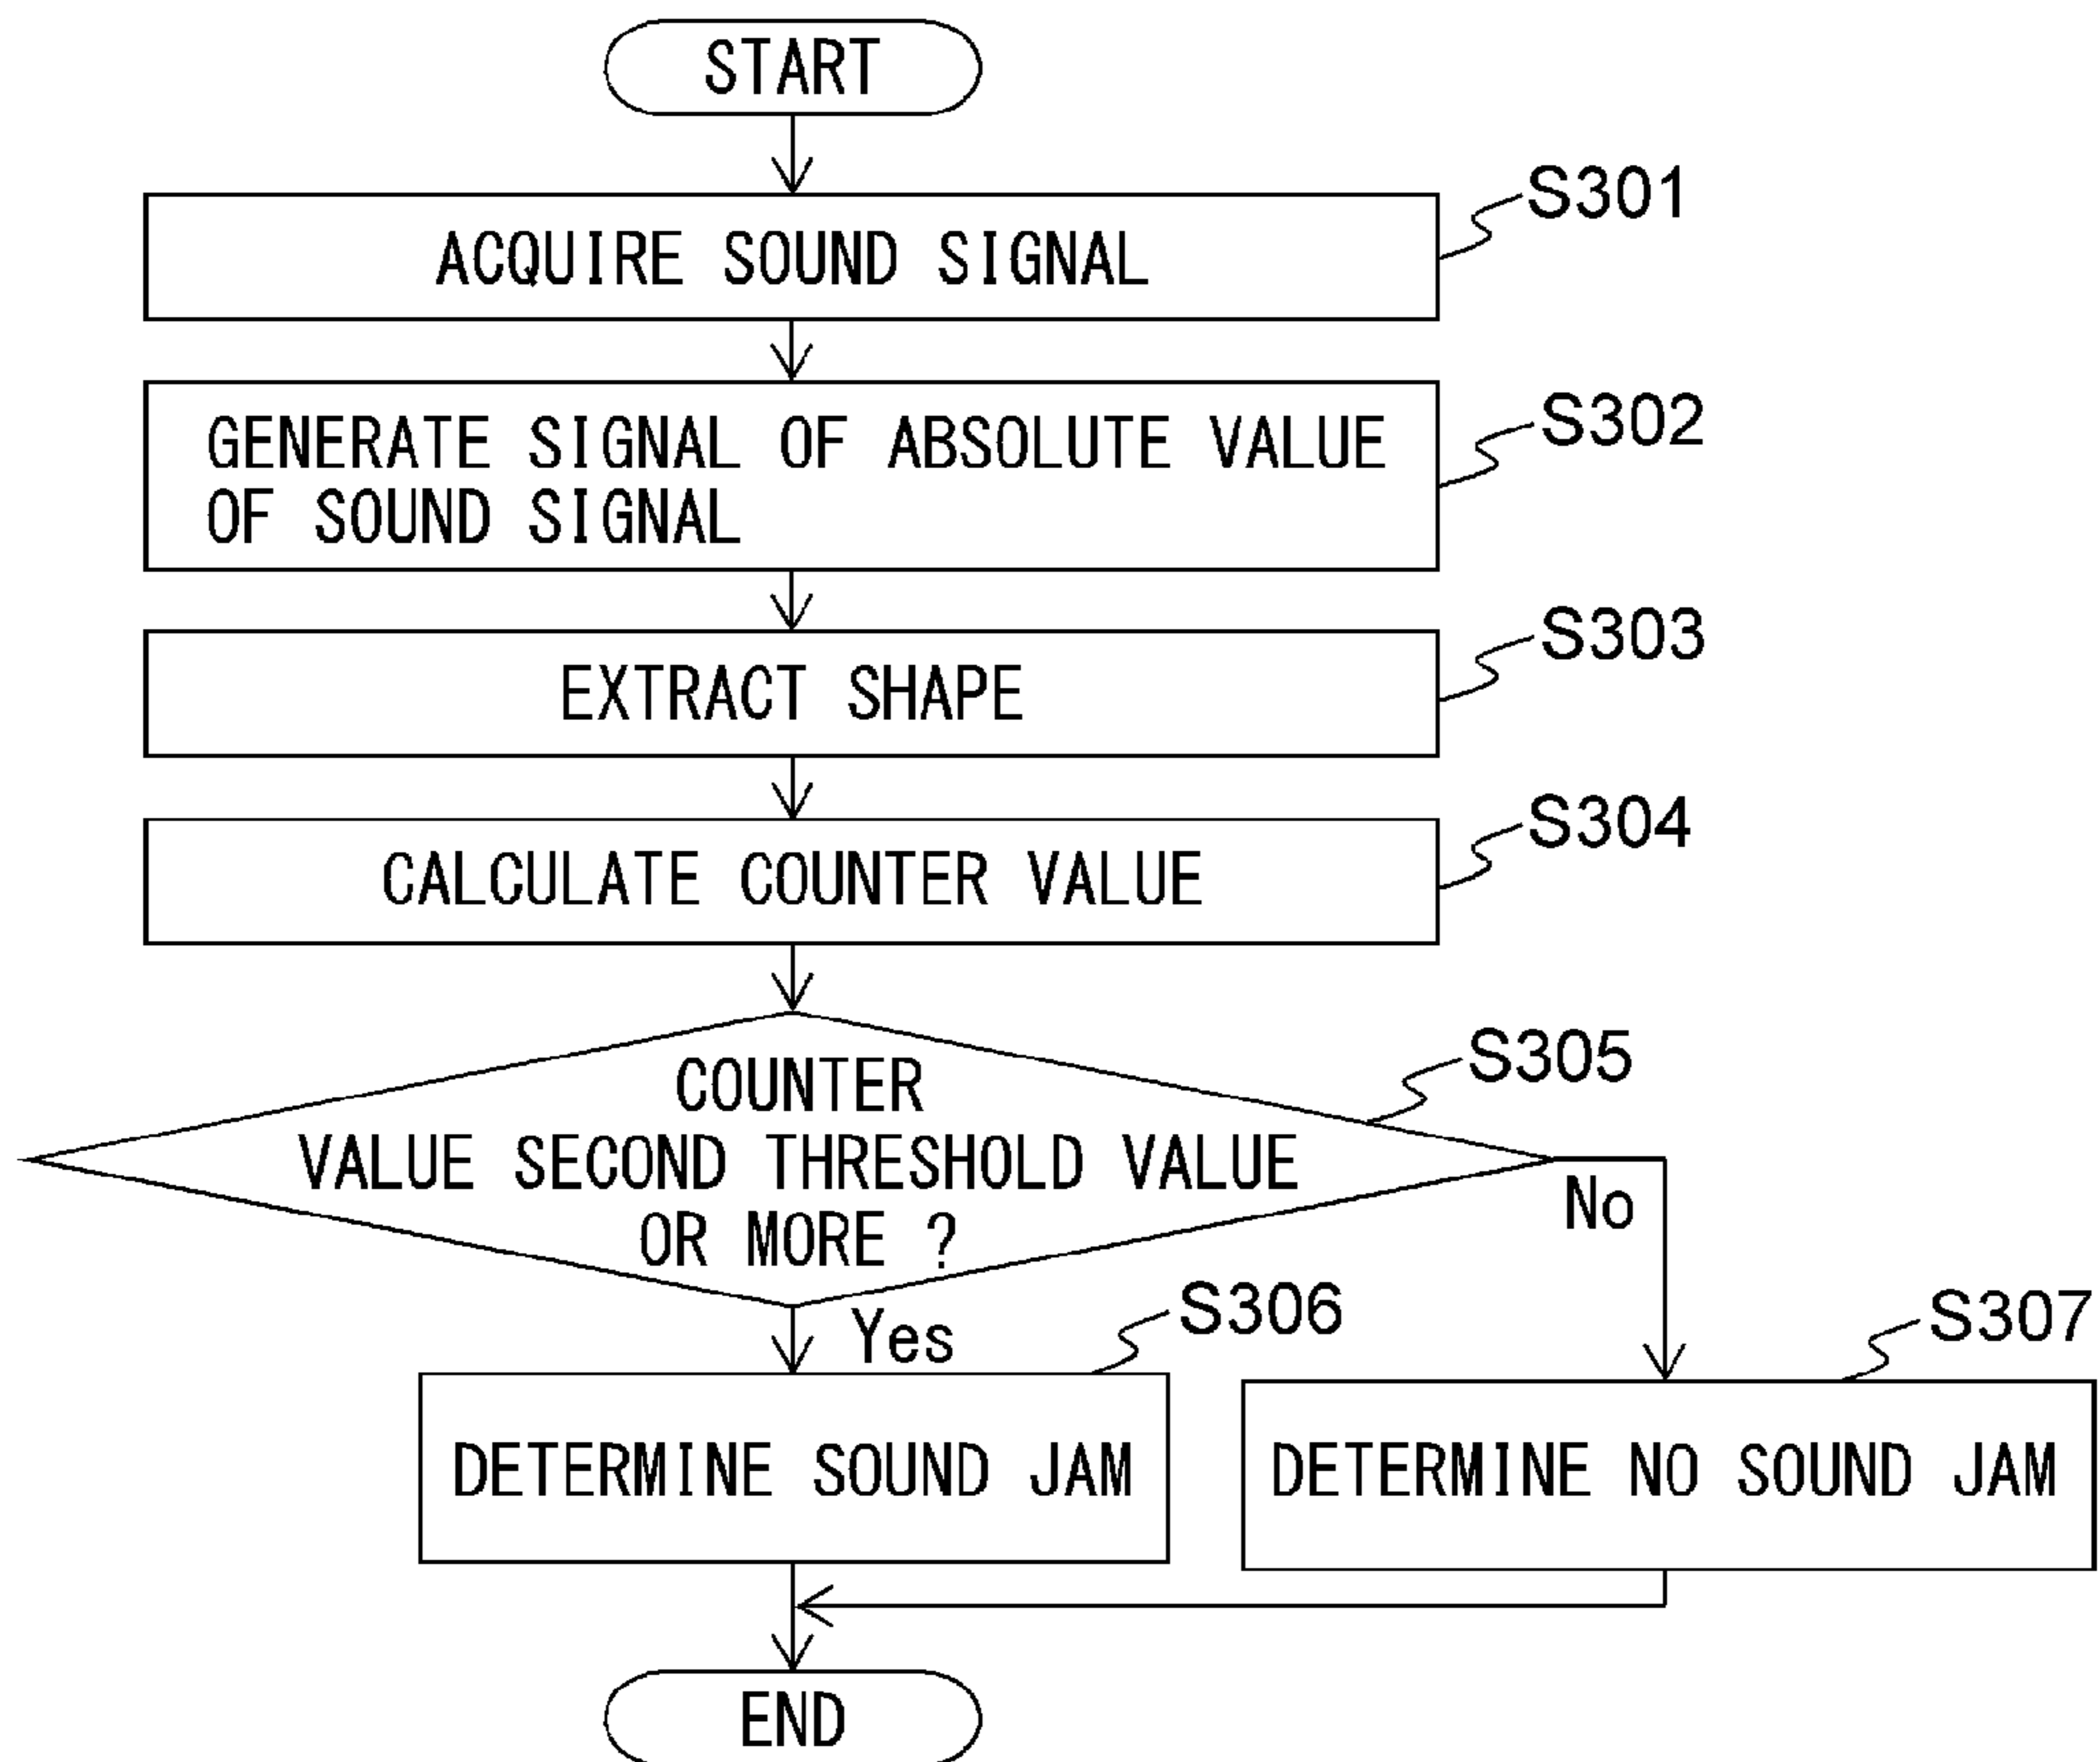 START
S301
ACQUIRE SOUND SIGNAL
S302
GENERATE SIGNAL OF ABSOLUTE VALUE
OF SOUND SIGNAL
S303
EXTRACT SHAPE
S304
CALCULATE COUNTER VALUE
S305
COUNTER
VALUE SECOND THRESHOLD VALUE
OR MORE ?
No
Yes
S306
S307
DETERMINE SOUND JAM
DETERMINE NO SOUND JAM
END